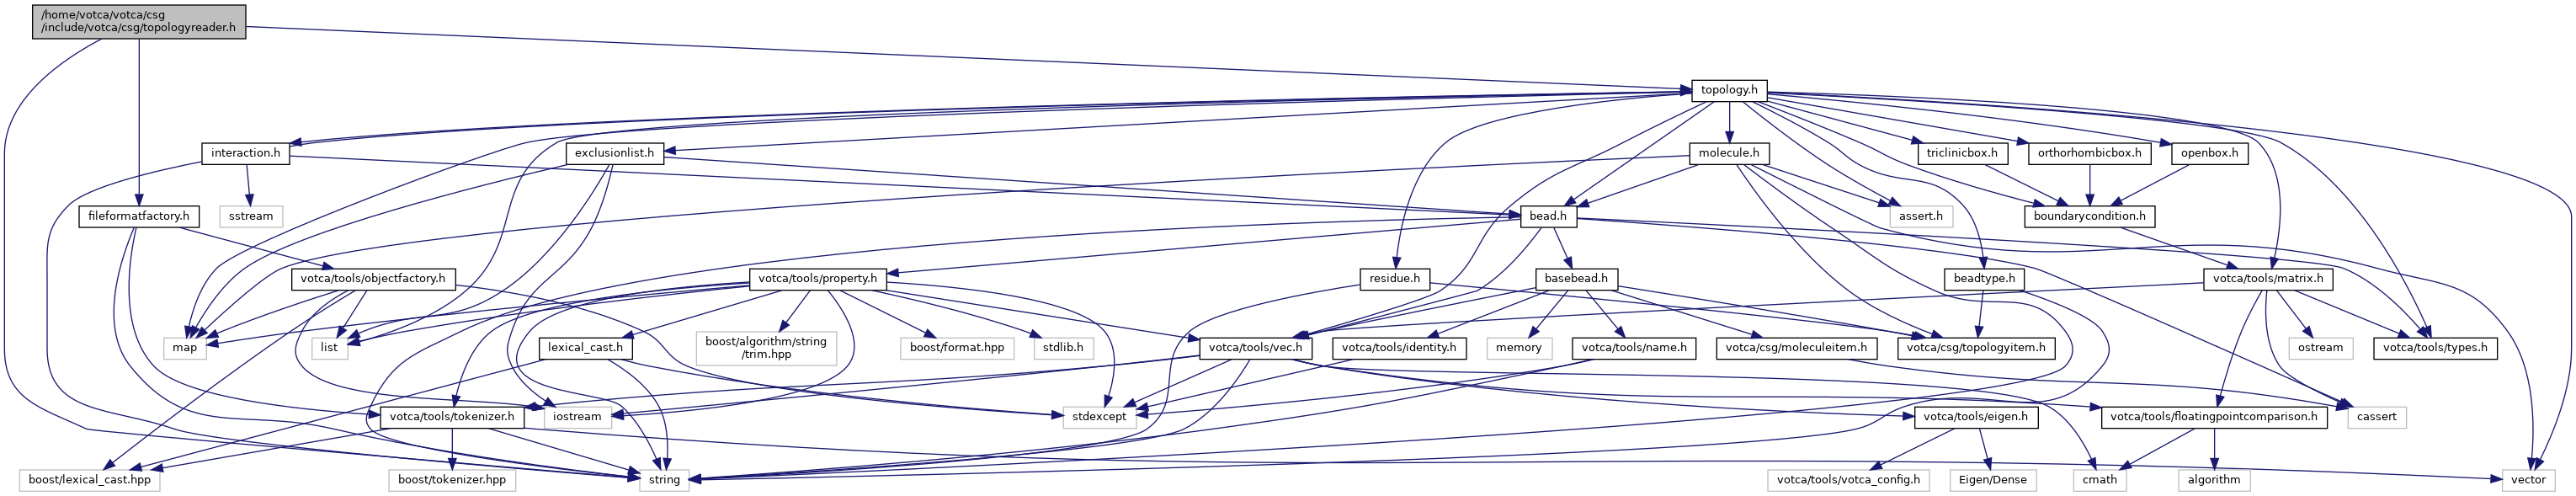 /home/votca/votca/csg
/include/votca/csg/topologyreader.h
topology.h
interaction.h
exclusionlist.h
molecule.h
triclinicbox.h
orthorhombicbox.h
openbox.h
fileformatfactory.h
sstream
bead.h
assert.h
boundarycondition.h
votca/tools/objectfactory.h
votca/tools/property.h
residue.h
basebead.h
beadtype.h
votca/tools/matrix.h
map
list
lexical_cast.h
boost/algorithm/string
/trim.hpp
boost/format.hpp
stdlib.h
votca/tools/vec.h
votca/tools/identity.h
memory
votca/tools/name.h
votca/csg/moleculeitem.h
votca/csg/topologyitem.h
ostream
votca/tools/types.h
votca/tools/tokenizer.h
iostream
stdexcept
votca/tools/eigen.h
votca/tools/floatingpointcomparison.h
cassert
boost/lexical_cast.hpp
boost/tokenizer.hpp
string
votca/tools/votca_config.h
Eigen/Dense
cmath
algorithm
vector